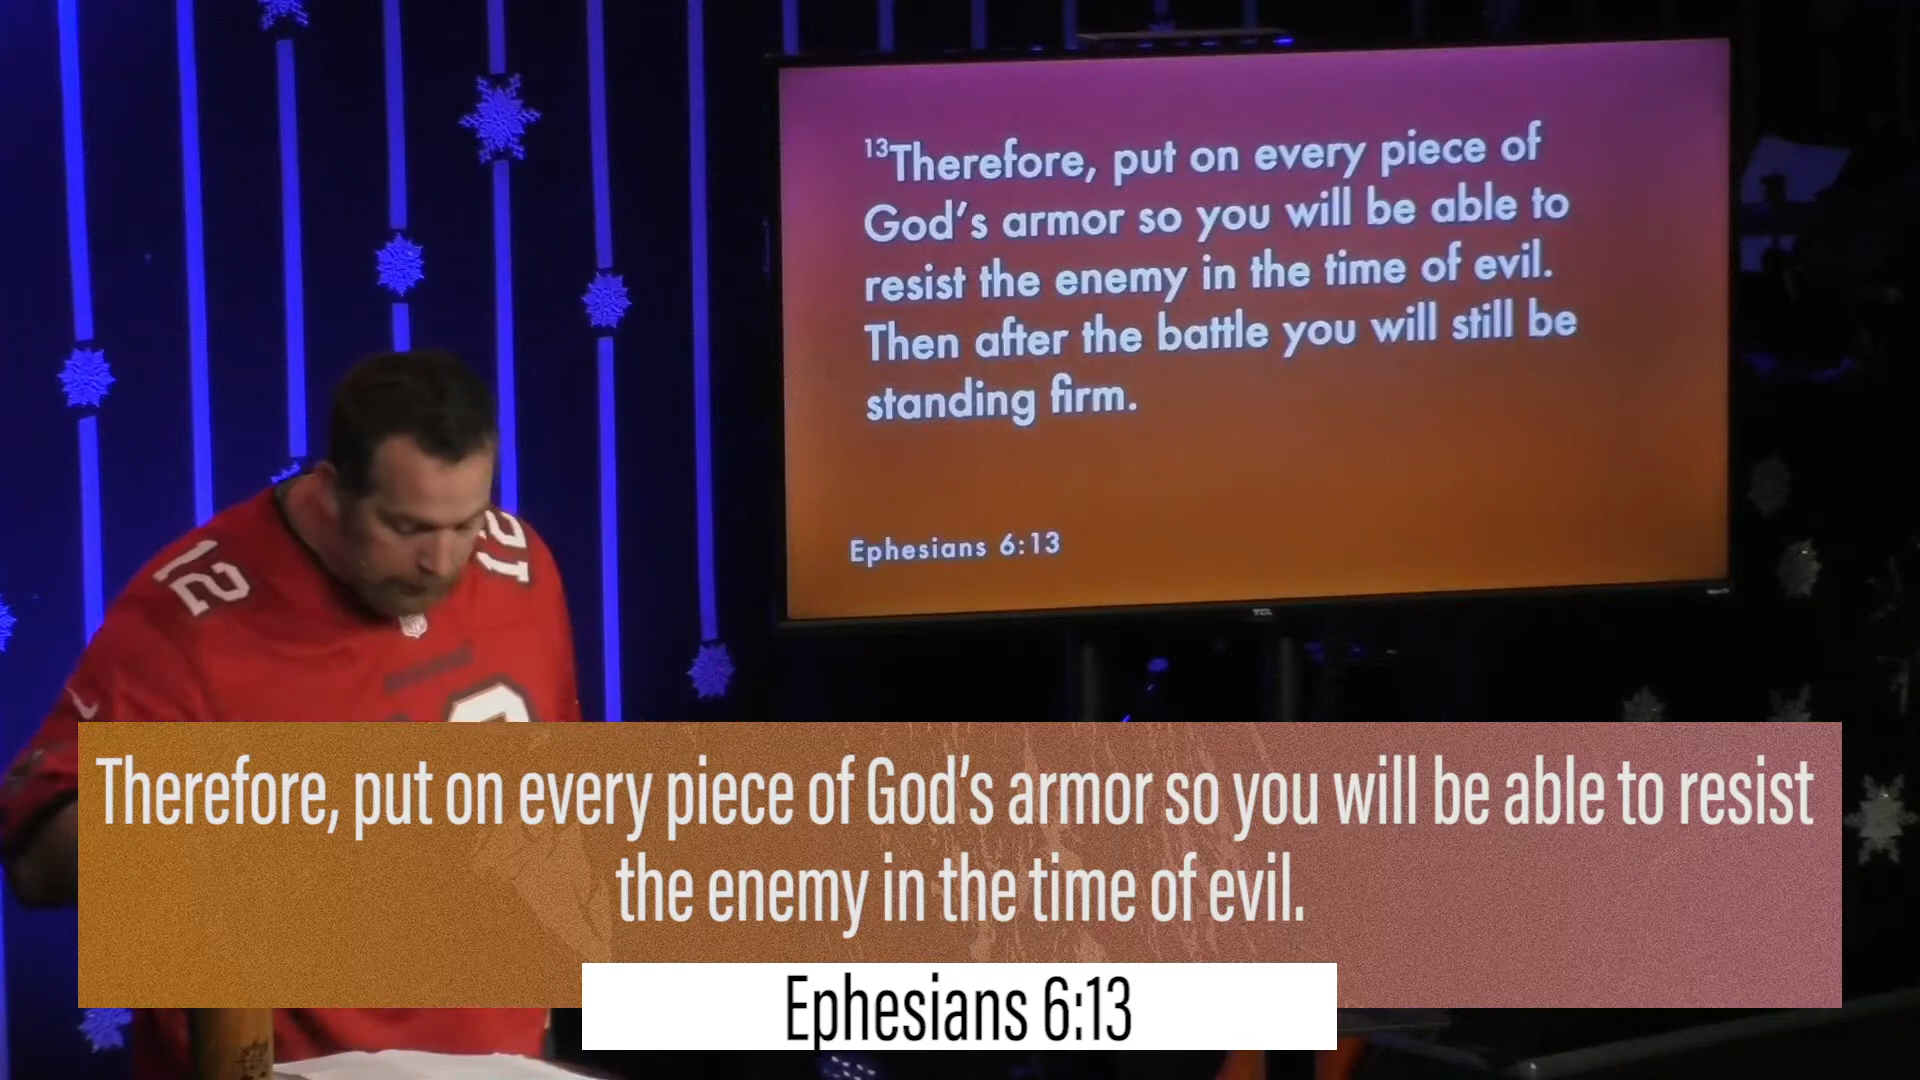 ¹³Therefore, put on every piece of
God’s armor so you will be able to
resist the enemy in the time of evil.
Then after the battle you will still be
standing firm.
Ephesians 6:13
12
12
Therefore, put on every piece of God’s armor so you will be able to resist
the enemy in the time of evil.
Ephesians 6:13